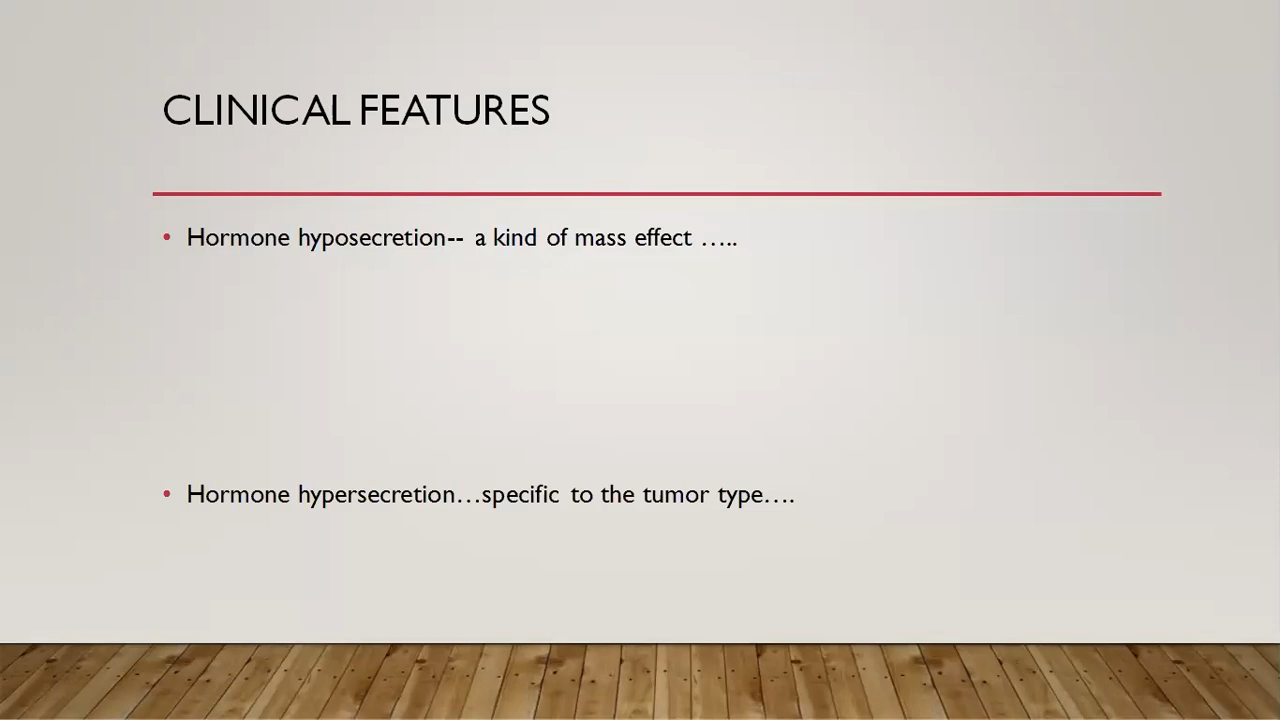 CLINICAL FEATURES
• Hormone hyposecretion-- a kind of mass effect …..
• Hormone hypersecretion…specific to the tumor type….